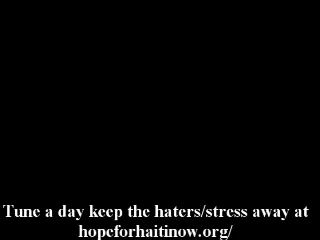 Tune a day keep the haters/stress away at
hopeforhaitinow.org/